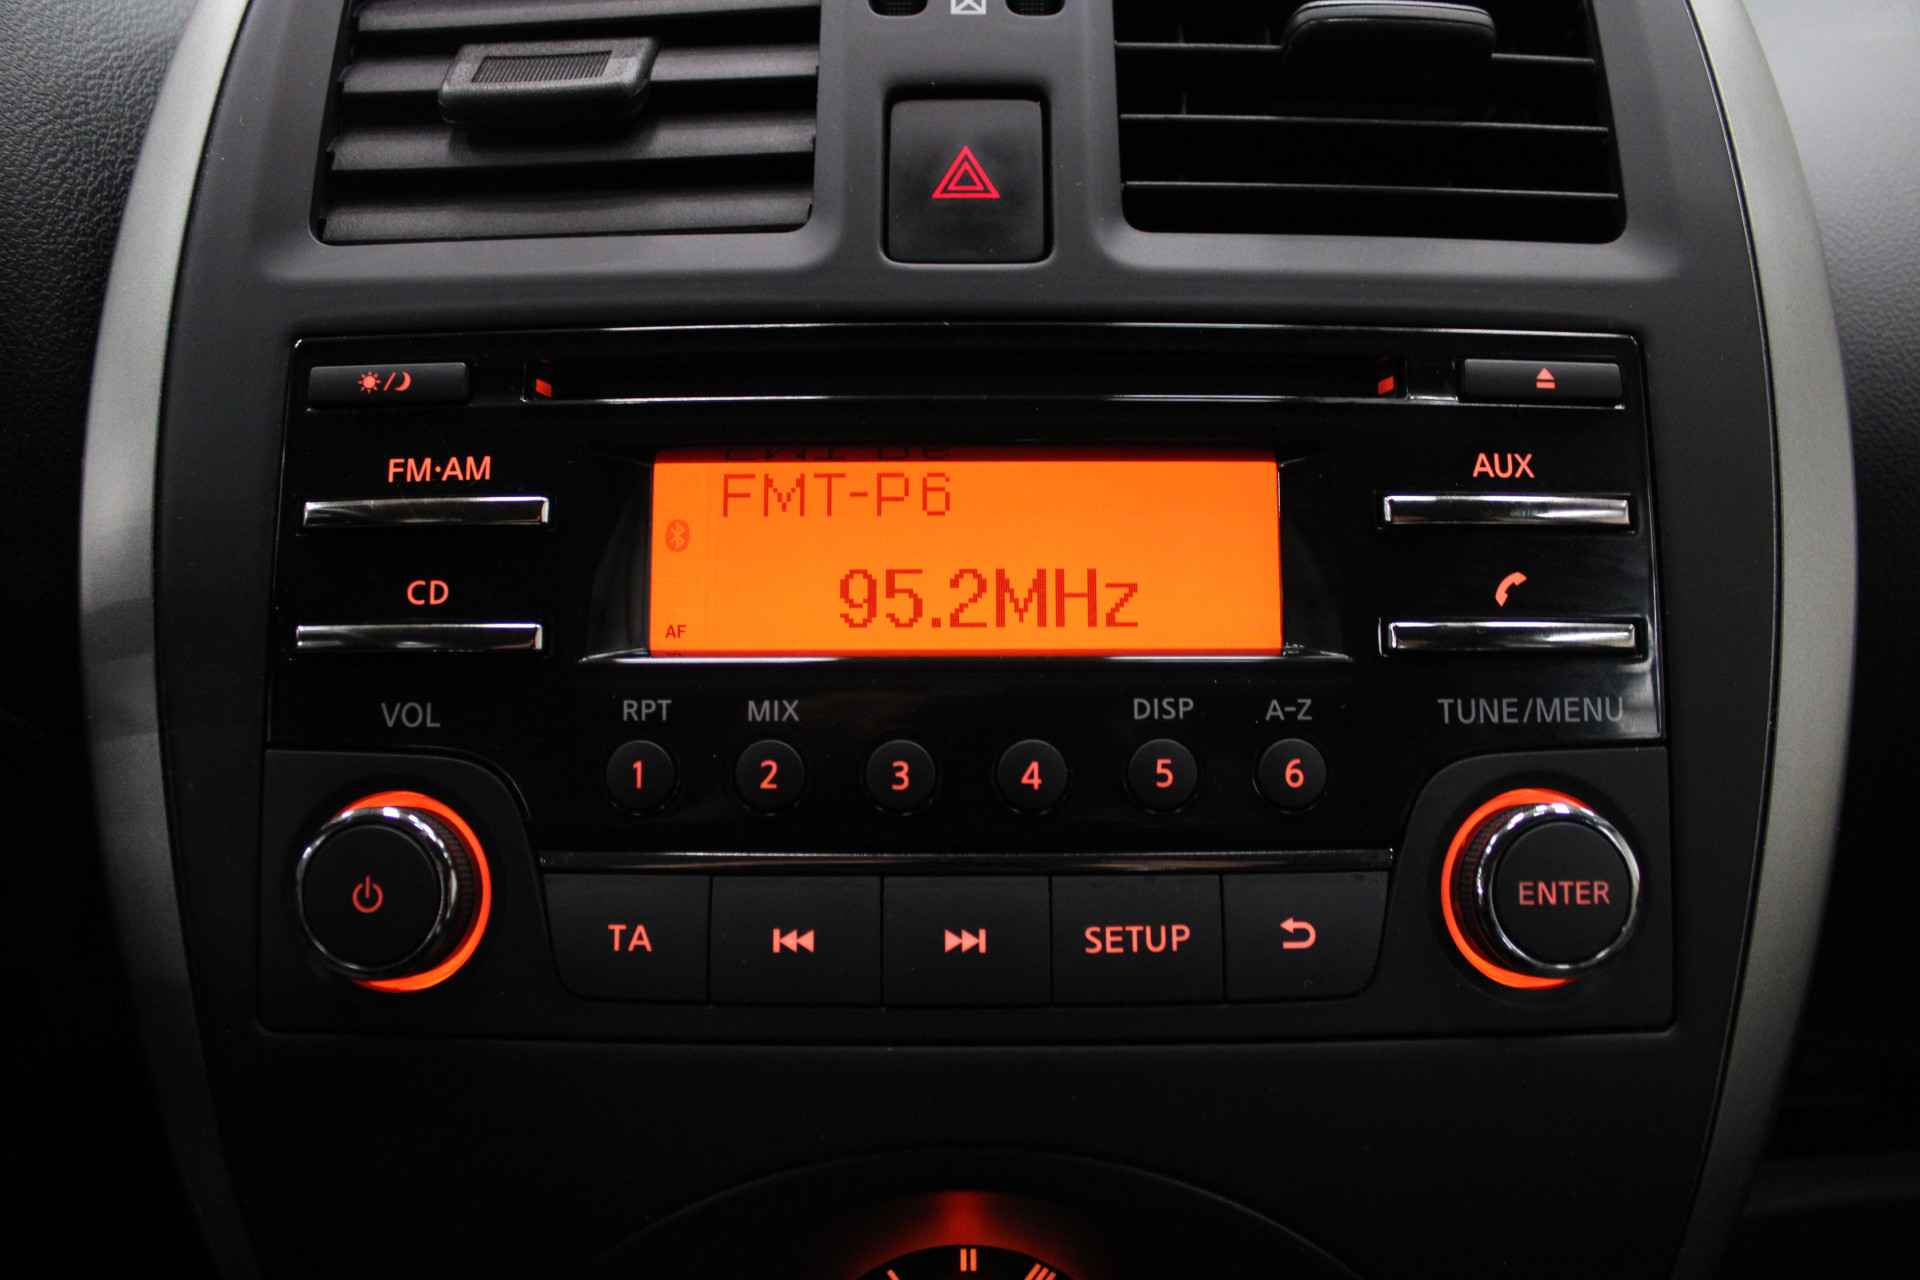 FM·AM
AUX
FMT-P6
95.2MHz
AF
CD
VOL
RPT
MIX
DISP
A-Z
TUNE/MENU
1
2
3
4
5
6
TA
SETUP
ENTER